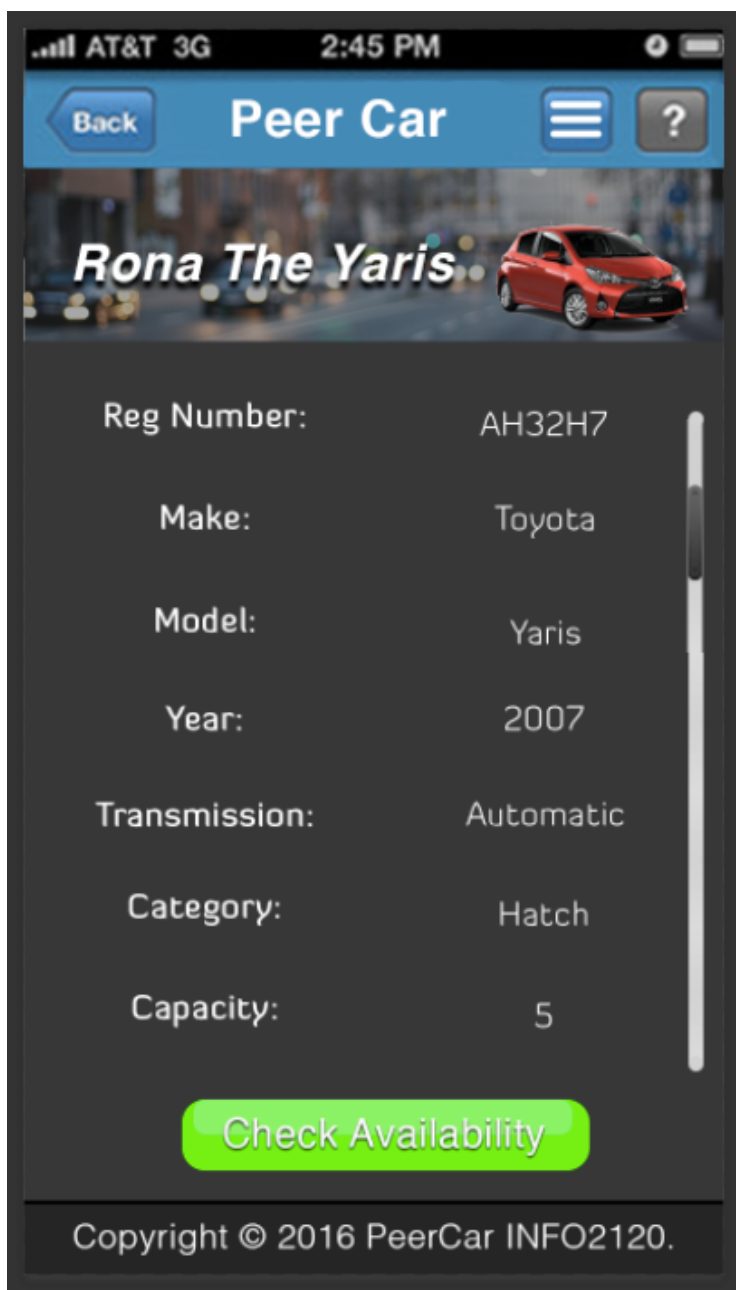 AT&T 3G 2:45 PM
Back Peer Car ?
Rona The Yaris
Reg Number: AH32H7
Make: Toyota
Model: Yaris
Year: 2007
Transmission: Automatic
Category: Hatch
Capacity: 5
Check Availability
Copyright © 2016 PeerCar INFO2120.